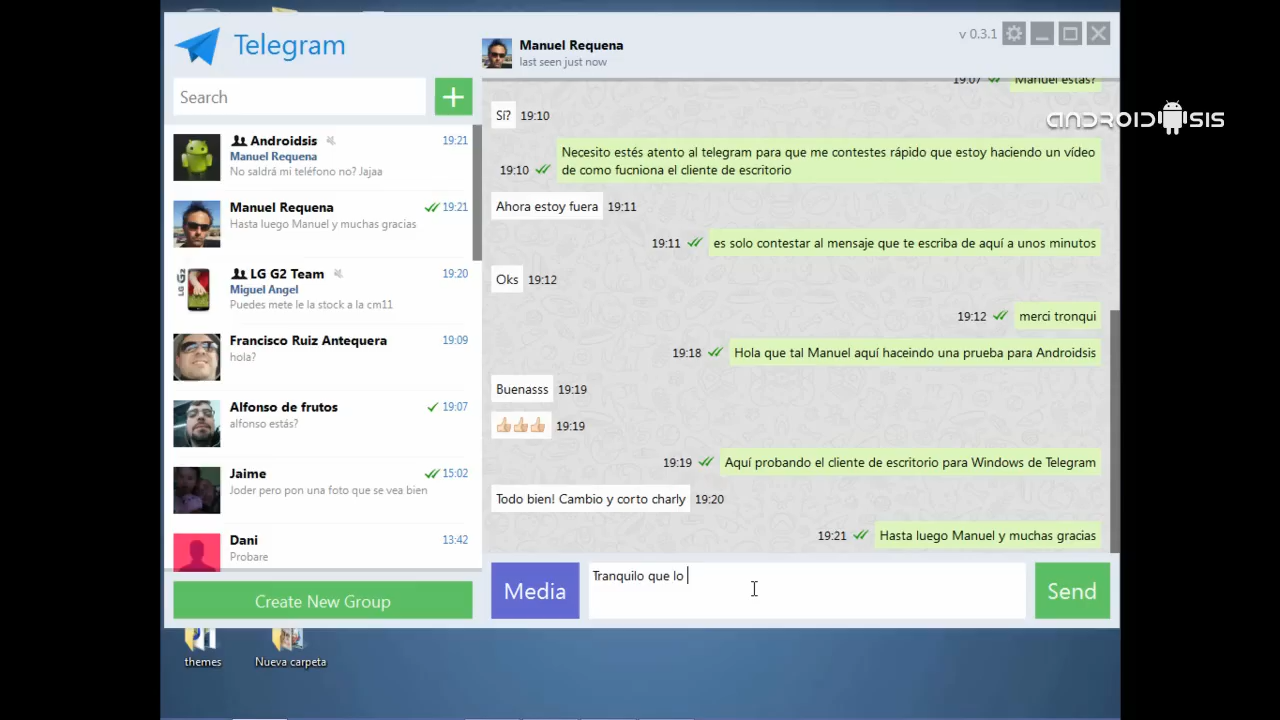 Telegram
Search
+
Androidsis
19:21
Manuel Requena
No saldrá mi teléfono no? Jajaa
Manuel Requena
19:21
Hasta luego Manuel y muchas gracias
LG G2 Team
19:20
Miguel Angel
Puedes mete le la stock a la cm11
Francisco Ruiz Antequera
19:09
hola?
Alfonso de frutos
19:07
alfonso estás?
Jaime
15:02
Joder pero pon una foto que se vea bien
Dani
13:42
Probare
Create New Group
Manuel Requena
last seen just now
v 0.3.1
ANDROIDSIS
19:07
Manuel estás?
Sí?
19:10
Necesito estés atento al telegram para que me contestes rápido que estoy haciendo un vídeo
19:10
de como fucniona el cliente de escritorio
Ahora estoy fuera
19:11
19:11
es solo contestar al mensaje que te escriba de aquí a unos minutos
Oks
19:12
19:12
merci tronqui
19:18
Hola que tal Manuel aquí haceindo una prueba para Androidsis
Buenasss
19:19
19:19
19:19
Aquí probando el cliente de escritorio para Windows de Telegram
Todo bien! Cambio y corto charly
19:20
19:21
Hasta luego Manuel y muchas gracias
Media
Tranquilo que lo
Send
themes
Nueva carpeta
LG G2